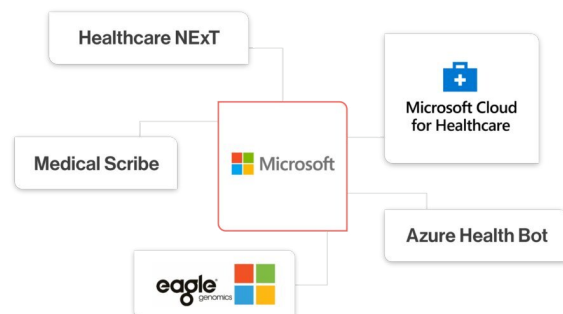 Healthcare NExT
Microsoft Cloud
for Healthcare
Medical Scribe
Microsoft
Azure Health Bot
eagle
genomics